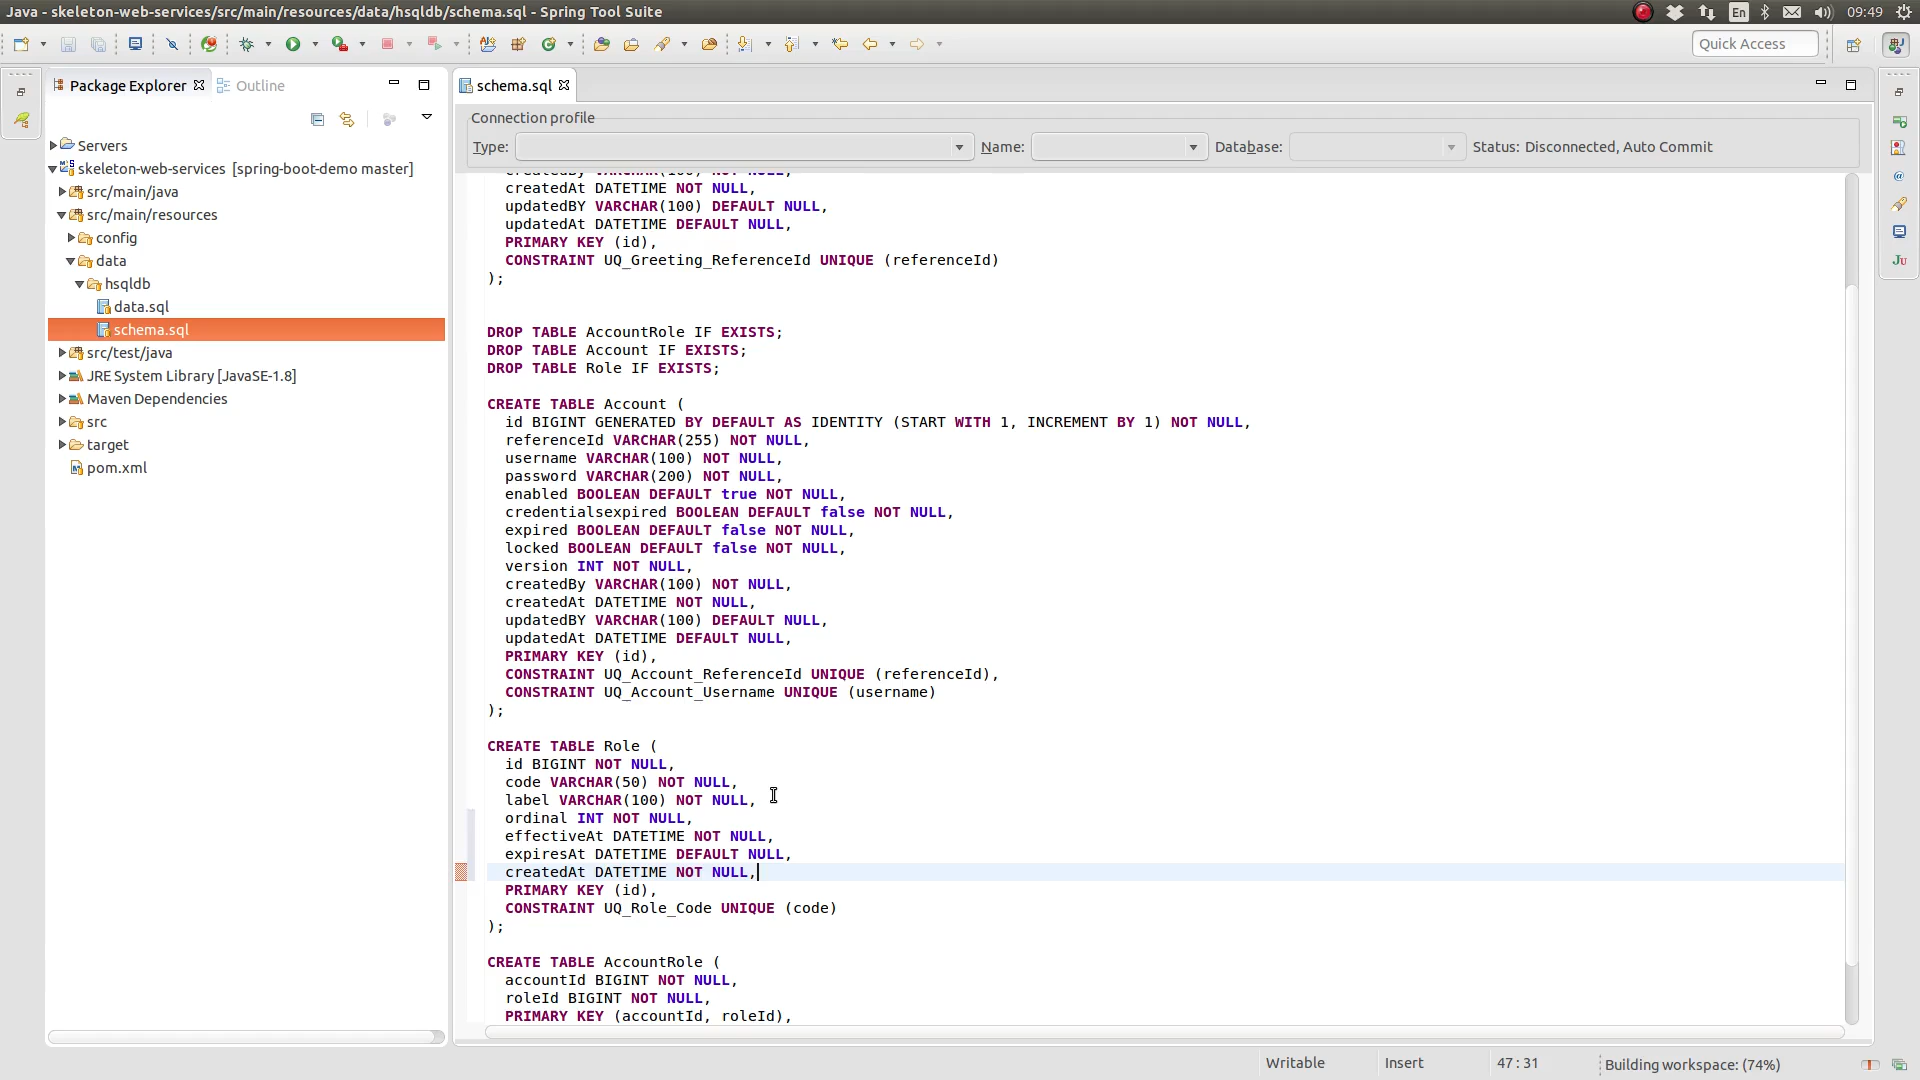 Java - skeleton-web-services/src/main/resources/data/hsqldb/schema.sql - Spring Tool Suite
En
09:49
Quick Access
Package Explorer
Outline
schema.sql
Connection profile
Type:
Name:
Database:
Status: Disconnected, Auto Commit
Servers
skeleton-web-services [spring-boot-demo master]
src/main/java
src/main/resources
config
data
hsqldb
data.sql
schema.sql
src/test/java
JRE System Library [JavaSE-1.8]
Maven Dependencies
src
target
pom.xml
createdBy VARCHAR(100) NOT NULL,
createdAt DATETIME NOT NULL,
updatedBY VARCHAR(100) DEFAULT NULL,
updatedAt DATETIME DEFAULT NULL,
PRIMARY KEY (id),
CONSTRAINT UQ_Greeting_ReferenceId UNIQUE (referenceId)
);
DROP TABLE AccountRole IF EXISTS;
DROP TABLE Account IF EXISTS;
DROP TABLE Role IF EXISTS;
CREATE TABLE Account (
id BIGINT GENERATED BY DEFAULT AS IDENTITY (START WITH 1, INCREMENT BY 1) NOT NULL,
referenceId VARCHAR(255) NOT NULL,
username VARCHAR(100) NOT NULL,
password VARCHAR(200) NOT NULL,
enabled BOOLEAN DEFAULT true NOT NULL,
credentialsexpired BOOLEAN DEFAULT false NOT NULL,
expired BOOLEAN DEFAULT false NOT NULL,
locked BOOLEAN DEFAULT false NOT NULL,
version INT NOT NULL,
createdBy VARCHAR(100) NOT NULL,
createdAt DATETIME NOT NULL,
updatedBY VARCHAR(100) DEFAULT NULL,
updatedAt DATETIME DEFAULT NULL,
PRIMARY KEY (id),
CONSTRAINT UQ_Account_ReferenceId UNIQUE (referenceId),
CONSTRAINT UQ_Account_Username UNIQUE (username)
);
CREATE TABLE Role (
id BIGINT NOT NULL,
code VARCHAR(50) NOT NULL,
label VARCHAR(100) NOT NULL,
ordinal INT NOT NULL,
effectiveAt DATETIME NOT NULL,
expiresAt DATETIME DEFAULT NULL,
createdAt DATETIME NOT NULL,
PRIMARY KEY (id),
CONSTRAINT UQ_Role_Code UNIQUE (code)
);
CREATE TABLE AccountRole (
accountId BIGINT NOT NULL,
roleId BIGINT NOT NULL,
PRIMARY KEY (accountId, roleId),
Writable
Insert
47 : 31
Building workspace: (74%)